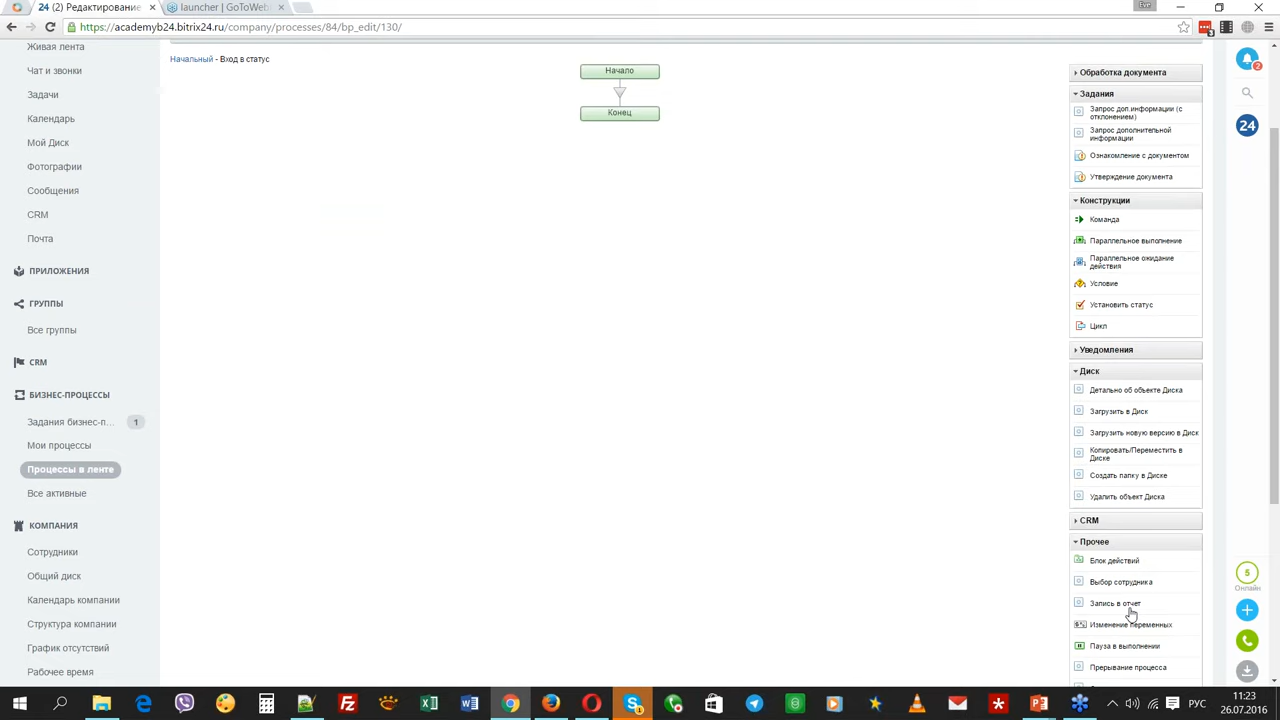 Eve
24 (2) Редактирование
launcher | GoToWeb
https://academyb24.bitrix24.ru/company/processes/84/bp_edit/130/
Живая лента
Чат и звонки
Задачи
Календарь
Мой Диск
Фотографии
Сообщения
CRM
Почта
ПРИЛОЖЕНИЯ
ГРУППЫ
Все группы
CRM
БИЗНЕС-ПРОЦЕССЫ
Задания бизнес-п... 1
Мои процессы
Процессы в ленте
Все активные
КОМПАНИЯ
Сотрудники
Общий диск
Календарь компании
Структура компании
График отсутствий
Рабочее время
Начальный - Вход в статус
Начало
Конец
Обработка документа
Задания
Запрос доп.информации (с
отклонением)
Запрос дополнительной
информации
Ознакомление с документом
Утверждение документа
Конструкции
Команда
Параллельное выполнение
Параллельное ожидание
действия
Условие
Установить статус
Цикл
Уведомления
Диск
Детально об объекте Диска
Загрузить в Диск
Загрузить новую версию в Диск
Копировать/Переместить в
Диске
Создать папку в Диске
Удалить объект Диска
CRM
Прочее
Блок действий
Выбор сотрудника
Запись в отчет
Изменение переменных
Пауза в выполнении
Прерывание процесса
2
24
5
Онлайн
РУС
11:23
26.07.2016